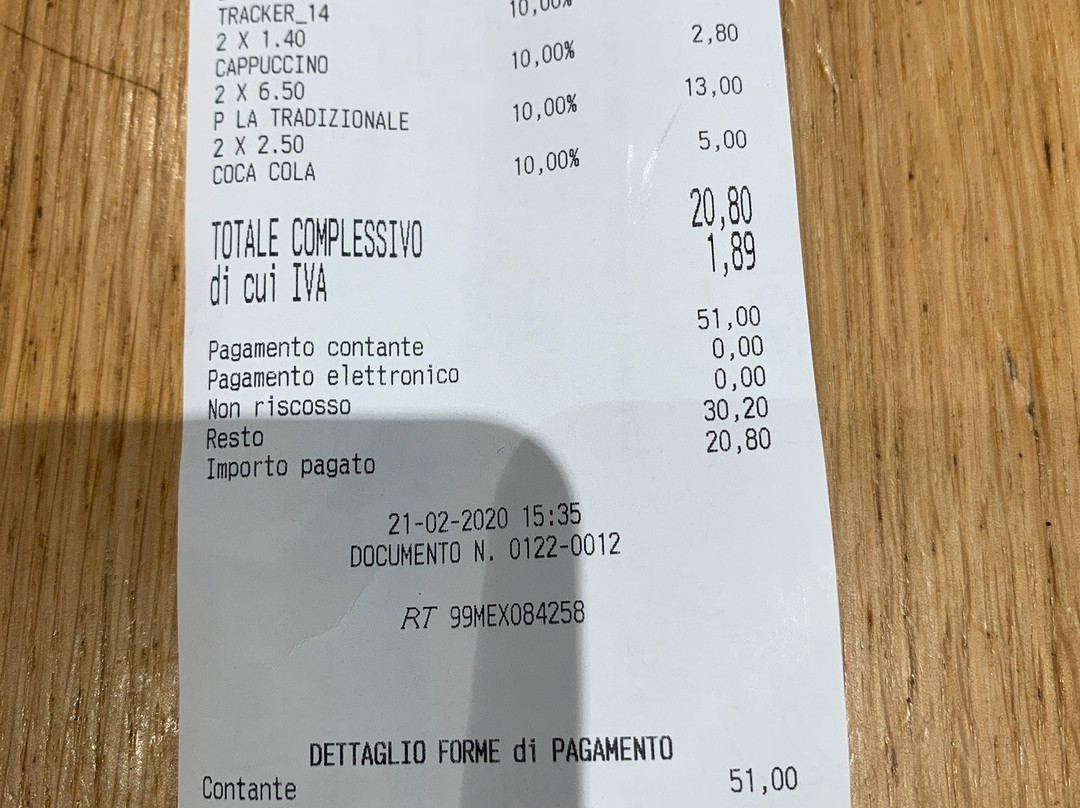 TRACKER_14 10,00%
2 X 1.40
CAPPUCCINO 10,00% 2,80
2 X 6.50
P LA TRADIZIONALE 10,00% 13,00
2 X 2.50
COCA COLA 10,00% 5,00
TOTALE COMPLESSIVO 20,80
di cui IVA 1,89
Pagamento contante 51,00
Pagamento elettronico 0,00
Non riscosso 0,00
Resto 30,20
Importo pagato 20,80
21-02-2020 15:35
DOCUMENTO N. 0122-0012
RT 99MEX084258
DETTAGLIO FORME di PAGAMENTO
Contante 51,00